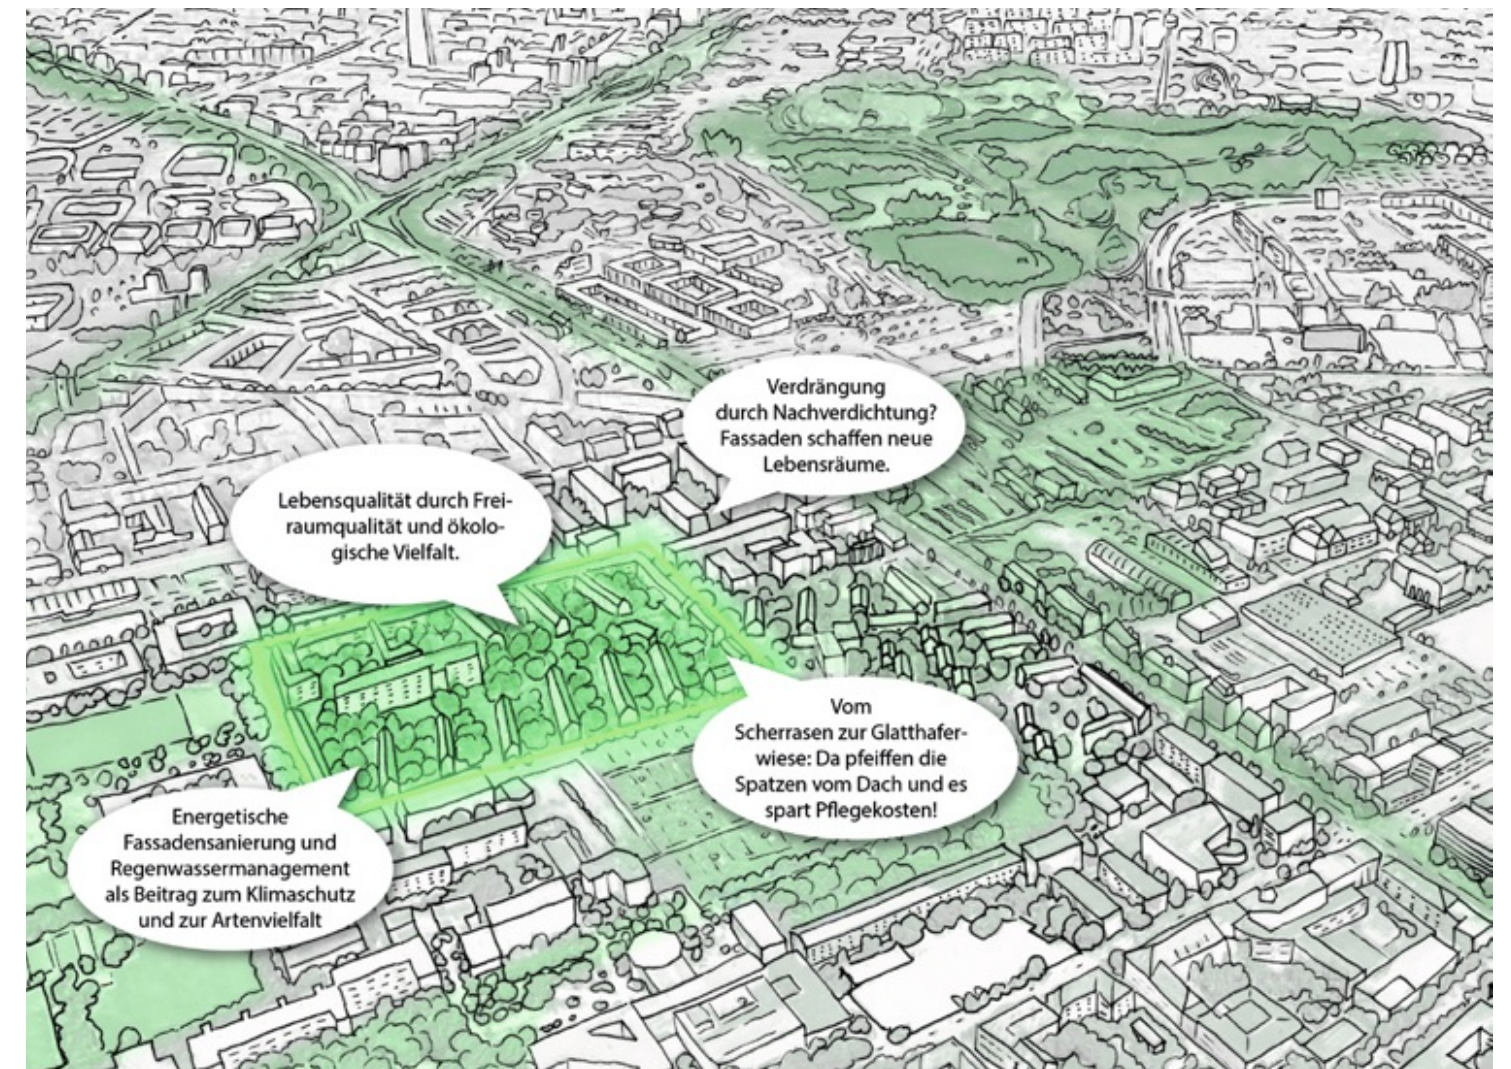 Verdrängung
durch Nachverdichtung?
Fassaden schaffen neue
Lebensräume.
Lebensqualität durch Frei-
raumqualität und ökolo-
gische Vielfalt.
Vom
Scherrasen zur Glatthafer-
wiese: Da pfeiffen die
Spatzen vom Dach und es
spart Pflegekosten!
Energetische
Fassadensanierung und
Regenwassermanagement
als Beitrag zum Klimaschutz
und zur Artenvielfalt